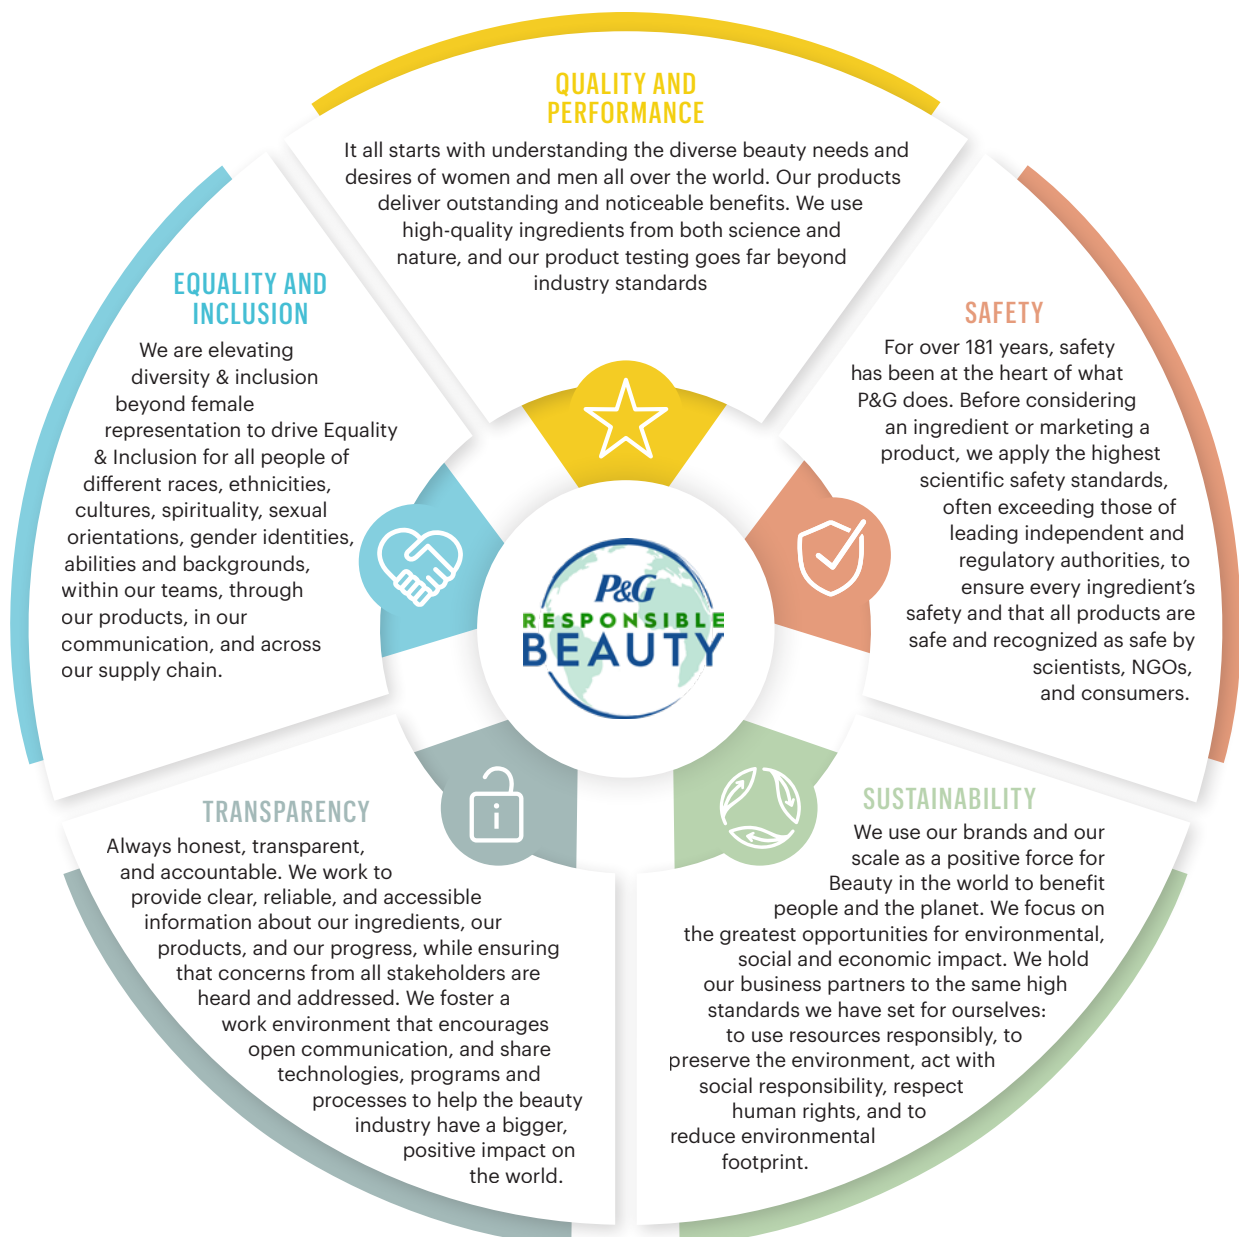 QUALITY AND
PERFORMANCE
It all starts with understanding the diverse beauty needs and
desires of women and men all over the world. Our products
deliver outstanding and noticeable benefits. We use
high-quality ingredients from both science and
nature, and our product testing goes far beyond
industry standards
SAFETY
For over 181 years, safety
has been at the heart of what
P&G does. Before considering
an ingredient or marketing a
product, we apply the highest
scientific safety standards,
often exceeding those of
leading independent and
regulatory authorities, to
ensure every ingredient's
safety and that all products are
safe and recognized as safe by
scientists, NGOs,
and consumers.
SUSTAINABILITY
We use our brands and our
scale as a positive force for
Beauty in the world to benefit
people and the planet. We focus on
the greatest opportunities for environmental,
social and economic impact. We hold
our business partners to the same high
standards we have set for ourselves:
to use resources responsibly, to
preserve the environment, act with
social responsibility, respect
human rights, and to
reduce environmental
footprint.
TRANSPARENCY
Always honest, transparent,
and accountable. We work to
provide clear, reliable, and accessible
information about our ingredients, our
products, and our progress, while ensuring
that concerns from all stakeholders are
heard and addressed. We foster a
work environment that encourages
open communication, and share
technologies, programs and
processes to help the beauty
industry have a bigger,
positive impact on
the world.
EQUALITY AND
INCLUSION
We are elevating
diversity & inclusion
beyond female
representation to drive Equality
& Inclusion for all people of
different races, ethnicities,
cultures, spirituality, sexual
orientations, gender identities,
abilities and backgrounds,
within our teams, through
our products, in our
communication, and across
our supply chain.
P&G
RESPONSIBLE
BEAUTY
i